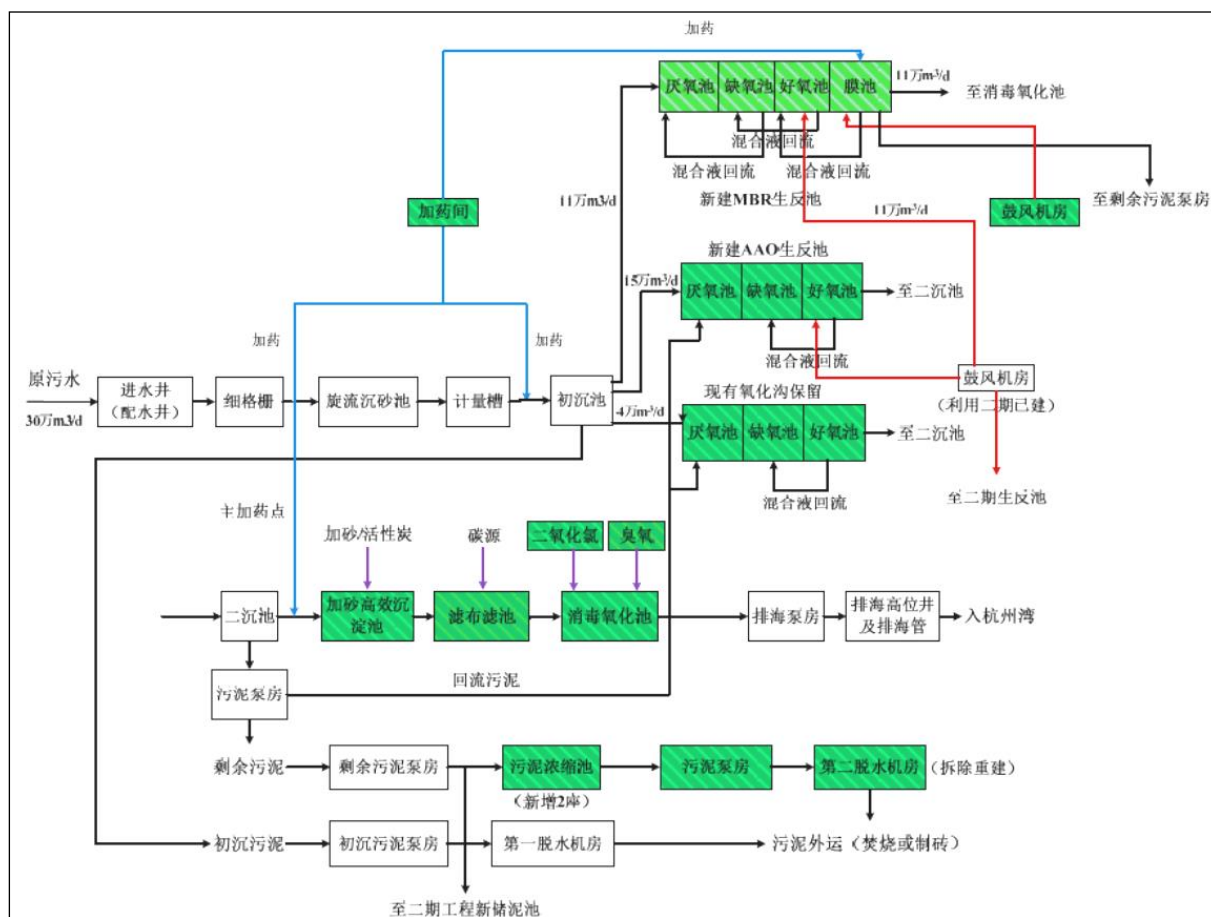 加药
厌氧池 缺氧池 好氧池 膜池
11万m³/d
至消毒氧化池
混合液回流
混合液回流 混合液回流
新建MBR生反池
至剩余污泥泵房
11万m3/d
加药间
11万m³/d
鼓风机房
新建AAO生反池
15万m³/d
厌氧池 缺氧池 好氧池
至二沉池
加药
加药
混合液回流
原污水
30万m3/d
进水井
(配水井)
细格栅
旋流沉砂池
计量槽
初沉池
鼓风机房
(利用二期已建)
现有氧化沟保留
4万m³/d
厌氧池 缺氧池 好氧池
至二沉池
混合液回流
至二期生反池
主加药点
加砂/活性炭
碳源
二氧化氯
臭氧
二沉池
加砂高效沉
淀池
滤布滤池
消毒氧化池
排海泵房
排海高位井
及排海管
入杭州湾
污泥泵房
回流污泥
剩余污泥
剩余污泥泵房
污泥浓缩池
(新增2座)
污泥泵房
第二脱水机房
(拆除重建)
初沉污泥
初沉污泥泵房
第一脱水机房
污泥外运(焚烧或制砖)
至二期工程新储泥池